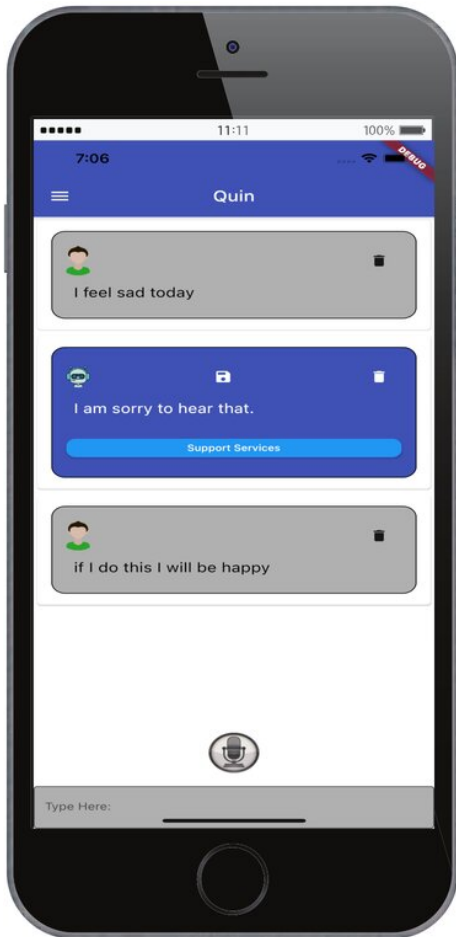 11:11
100%
7:06
DEBUG
Quin
I feel sad today
I am sorry to hear that.
Support Services
if I do this I will be happy
Type Here: